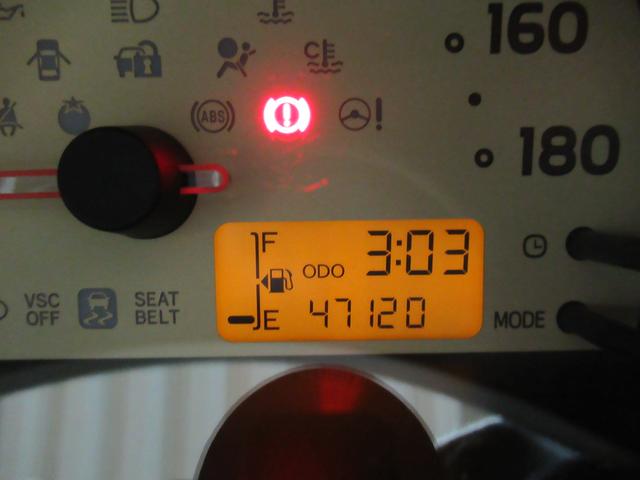 160
C
ABS
180
F
3:03
ODO
VSC OFF
SEAT BELT
E
47120
MODE